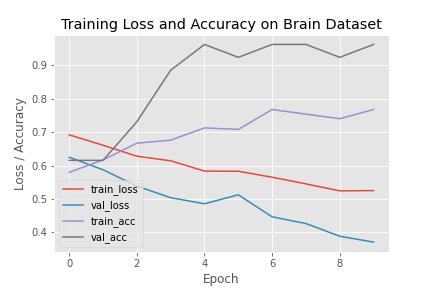 Training Loss and Accuracy on Brain Dataset
Loss / Accuracy
0.9
0.8
0.7
0.6
0.5
0.4
train_loss
val_loss
train_acc
val_acc
0 2 4 6 8
Epoch